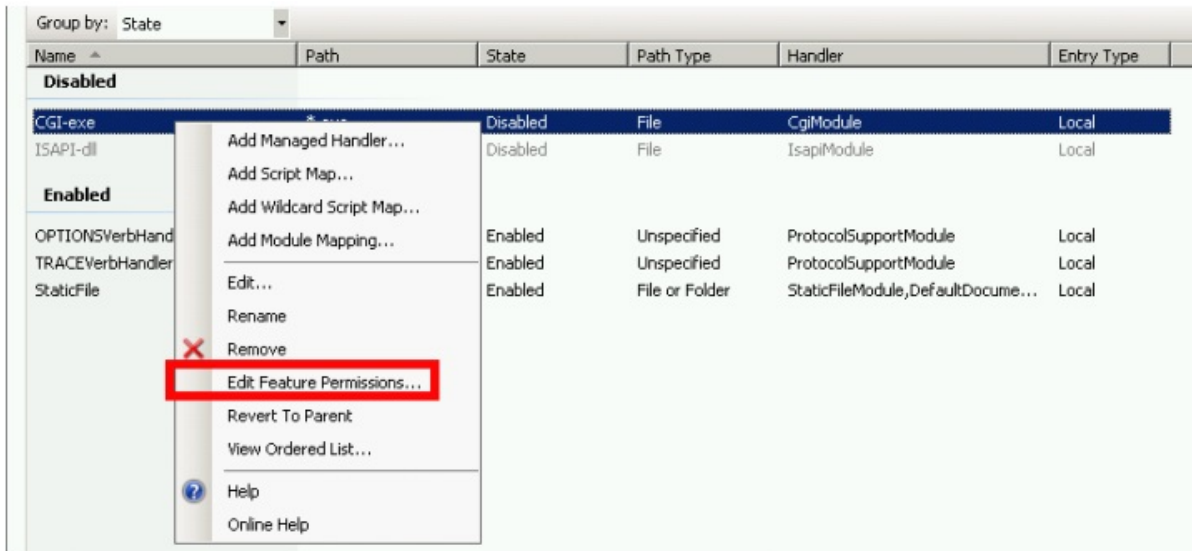 Group by: State
Name Path State Path Type Handler Entry Type
Disabled
CGI-exe *.exe Disabled File CgiModule Local
ISAPI-dll Disabled File IsapiModule Local
Enabled
OPTIONSVerbHand Enabled Unspecified ProtocolSupportModule Local
TRACEVerbHandler Enabled Unspecified ProtocolSupportModule Local
StaticFile Enabled File or Folder StaticFileModule,DefaultDocume... Local
Add Managed Handler...
Add Script Map...
Add Wildcard Script Map...
Add Module Mapping...
Edit...
Rename
Remove
Edit Feature Permissions...
Revert To Parent
View Ordered List...
Help
Online Help